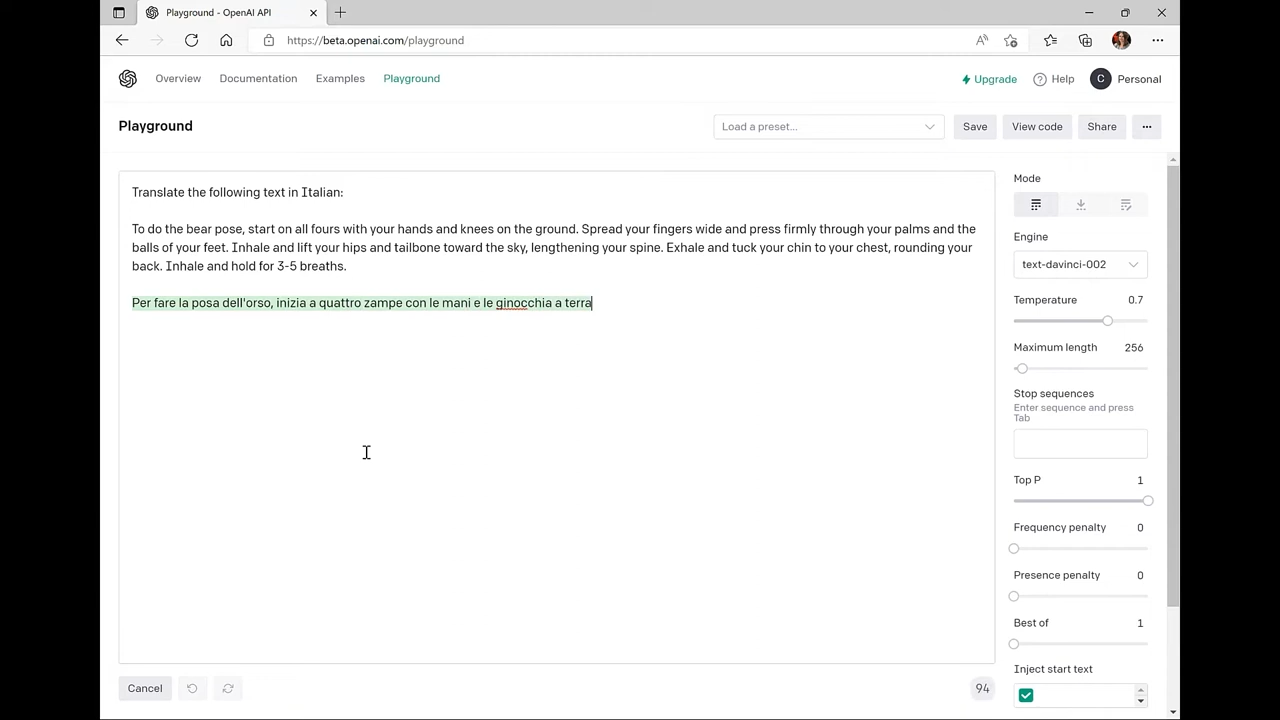 Playground - OpenAI API
https://beta.openai.com/playground
Overview Documentation Examples Playground Upgrade Help C Personal
Playground Load a preset... Save View code Share
Translate the following text in Italian:
To do the bear pose, start on all fours with your hands and knees on the ground. Spread your fingers wide and press firmly through your palms and the
balls of your feet. Inhale and lift your hips and tailbone toward the sky, lengthening your spine. Exhale and tuck your chin to your chest, rounding your
back. Inhale and hold for 3-5 breaths.
Per fare la posa dell'orso, inizia a quattro zampe con le mani e le ginocchia a terra
Mode
Engine
text-davinci-002
Temperature 0.7
Maximum length 256
Stop sequences
Enter sequence and press
Tab
Top P 1
Frequency penalty 0
Presence penalty 0
Best of 1
Inject start text
Cancel 94